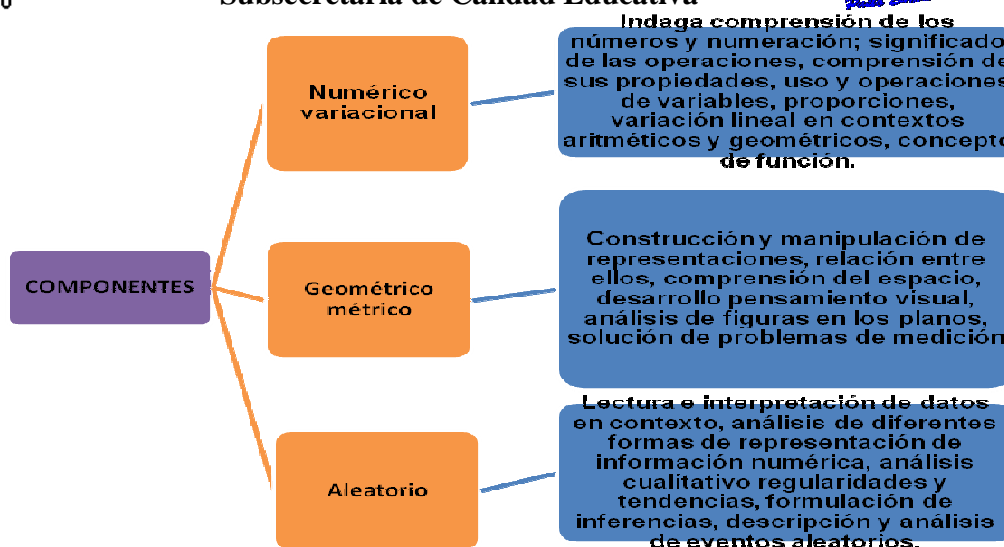 Subsecretaría de Calidad Educativa
Indaga comprensión de los
números y numeración; significado
de las operaciones, comprensión de
sus propiedades, uso y operaciones
de variables, proporciones,
variación lineal en contextos
aritméticos y geométricos, concepto
de función.
Numérico
variacional
COMPONENTES
Geométrico
métrico
Construcción y manipulación de
representaciones, relación entre
ellos, comprensión del espacio,
desarrollo pensamiento visual,
análisis de figuras en los planos,
solución de problemas de medición
Aleatorio
Lectura e interpretación de datos
en contexto, análisis de diferentes
formas de representación de
información numérica, análisis
cualitativo regularidades y
tendencias, formulación de
inferencias, descripción y análisis
de eventos aleatorios.